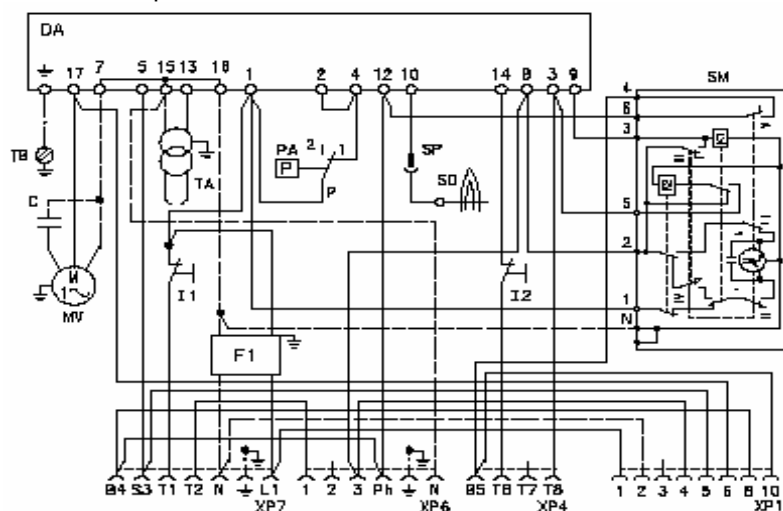 DA
17 7 5 15 13 18 1 2 4 12 10 14 8 3 9
SM
4
6
3
5
2
1
N
TB
C
M
1
MV
TA
PA
P
2 1
P
SP
SO
I1
I2
F1
B4 S3 T1 T2 N L1 1 2 3 Ph N B5 T6 T7 T8 1 2 3 4 5 6 8 10
XP7 XP6 XP4 XP1